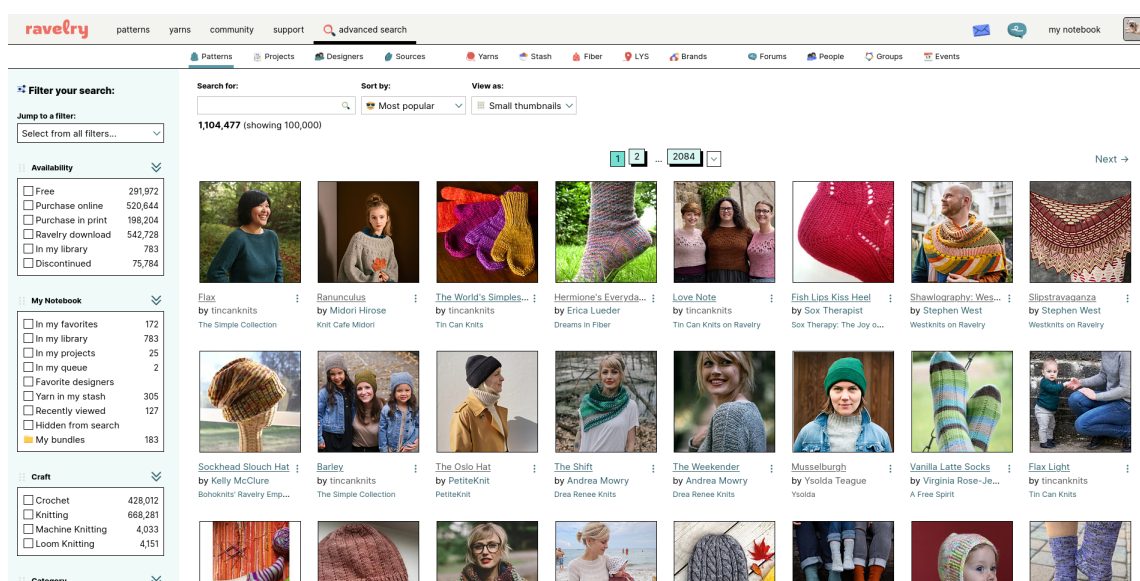 ravelry
patterns yarns community support advanced search my notebook
Patterns Projects Designers Sources Yarns Stash Fiber LYS Brands Forums People Groups Events
Filter your search:
Jump to a filter:
Select from all filters...
Availability
Free 291,972
Purchase online 520,644
Purchase in print 198,204
Ravelry download 542,728
In my library 783
Discontinued 75,784
My Notebook
In my favorites 172
In my library 783
In my projects 25
In my queue 2
Favorite designers
Yarn in my stash 305
Recently viewed 127
Hidden from search
My bundles 183
Craft
Crochet 428,012
Knitting 668,281
Machine Knitting 4,033
Loom Knitting 4,151
Category
Search for: Sort by: View as:
Most popular Small thumbnails
1,104,477 (showing 100,000)
1 2 ... 2084 Next →
Flax Ranunculus The World's Simples... Hermione's Everyda... Love Note Fish Lips Kiss Heel Shawlography: Wes... Slipstravaganza
by tincanknits by Midori Hirose by tincanknits by Erica Lueder by tincanknits by Sox Therapist by Stephen West by Stephen West
The Simple Collection Knit Cafe Midori Tin Can Knits Dreams in Fiber Tin Can Knits on Ravelry Sox Therapy: The Joy o... Westknits on Ravelry Westknits on Ravelry
Sockhead Slouch Hat Barley The Oslo Hat The Shift The Weekender Musselburgh Vanilla Latte Socks Flax Light
by Kelly McClure by tincanknits by PetiteKnit by Andrea Mowry by Andrea Mowry by Ysolda Teague by Virginia Rose-Je... by tincanknits
Bohoknits' Ravelry Emp... The Simple Collection PetiteKnit Drea Renee Knits Drea Renee Knits Ysolda A Free Spirit Tin Can Knits